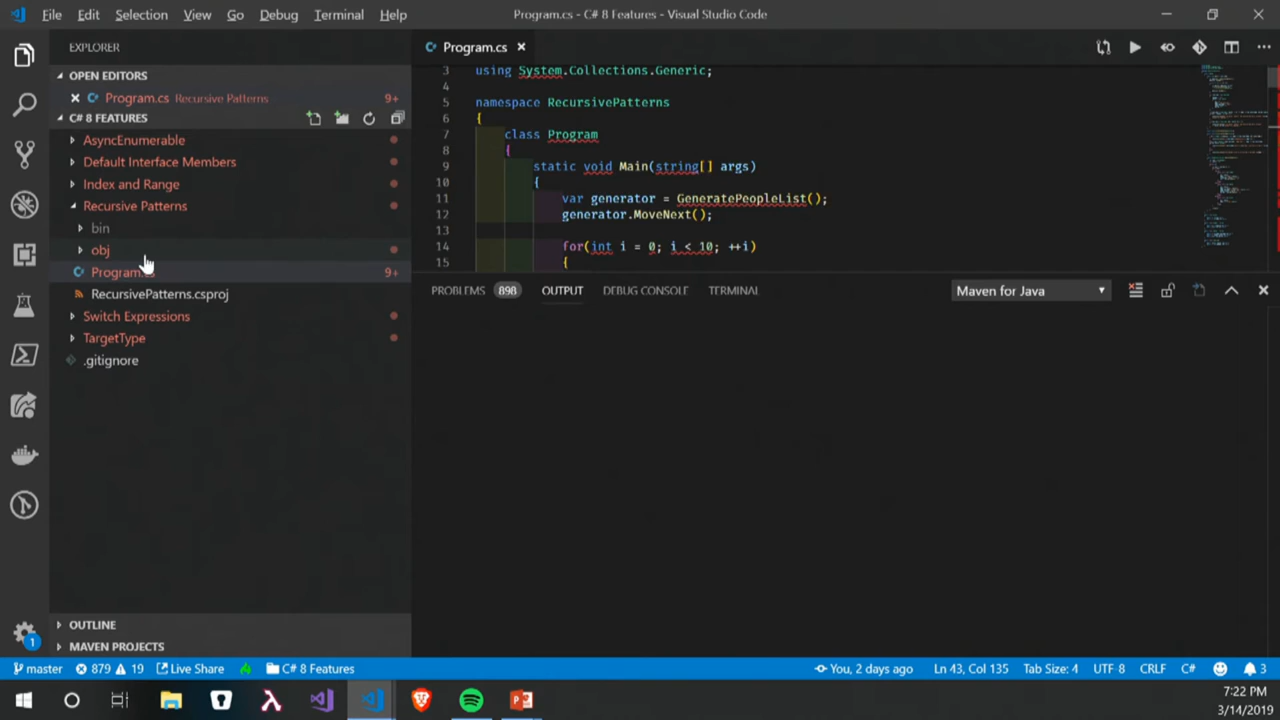 File Edit Selection View Go Debug Terminal Help Program.cs - C# 8 Features - Visual Studio Code
EXPLORER
OPEN EDITORS
Program.cs Recursive Patterns 9+
C# 8 FEATURES
AsyncEnumerable
Default Interface Members
Index and Range
Recursive Patterns
bin
obj
Program.cs 9+
RecursivePatterns.csproj
Switch Expressions
TargetType
.gitignore
OUTLINE
MAVEN PROJECTS
Program.cs
3 using System.Collections.Generic;
4
5 namespace RecursivePatterns
6 {
7 class Program
8 {
9 static void Main(string[] args)
10 {
11 var generator = GeneratePeopleList();
12 generator.MoveNext();
13
14 for(int i = 0; i < 10; ++i)
15 {
PROBLEMS 898 OUTPUT DEBUG CONSOLE TERMINAL Maven for Java
master 879 19 Live Share C# 8 Features You, 2 days ago Ln 43, Col 135 Tab Size: 4 UTF-8 CRLF C# 3
1
7:22 PM
3/14/2019